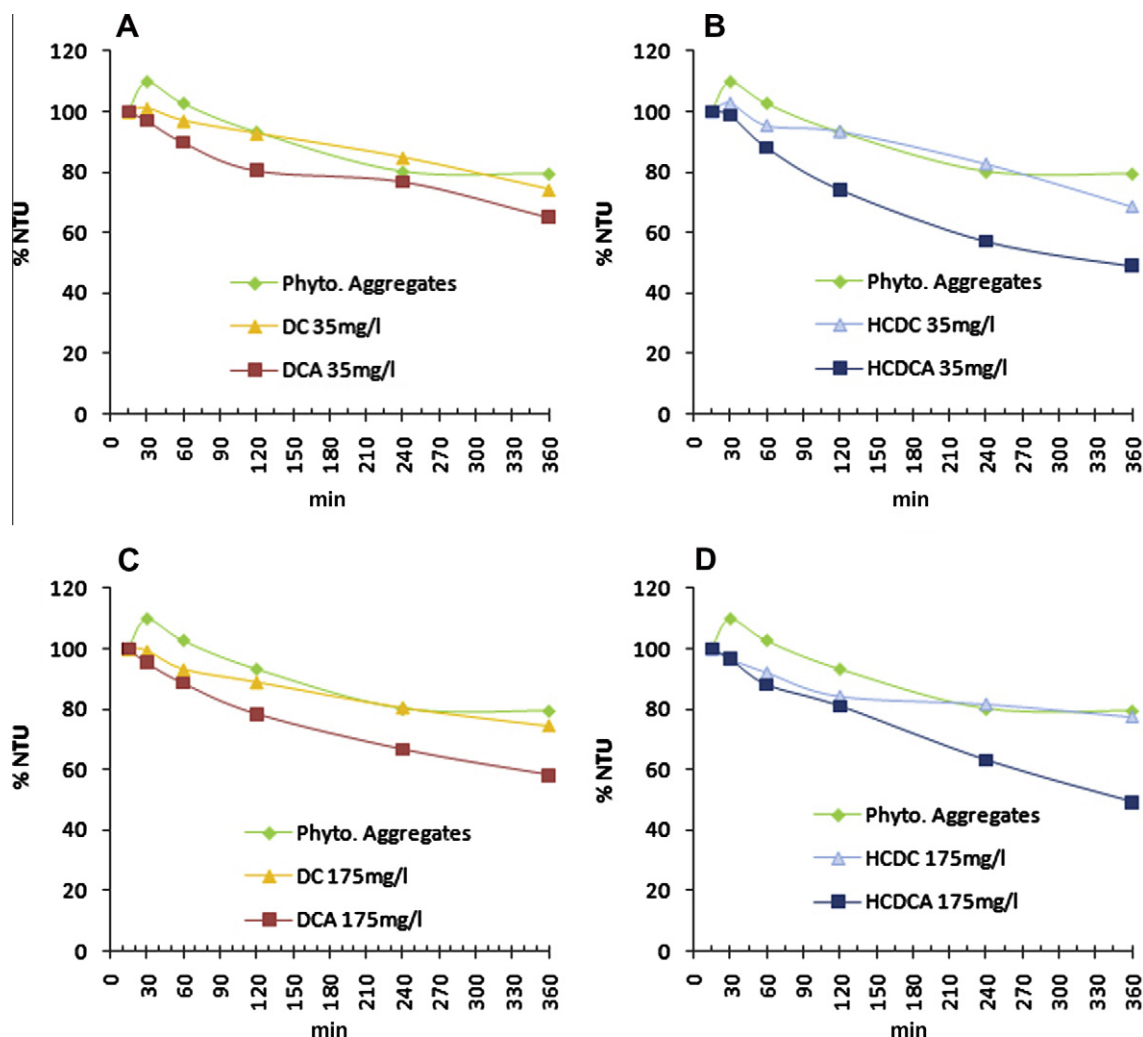 A
120
100
80
60
40
20
0
% NTU
Phyto. Aggregates
DC 35mg/l
DCA 35mg/l
0 30 60 90 120 150 180 210 240 270 300 330 360
min
B
120
100
80
60
40
20
0
% NTU
Phyto. Aggregates
HCDC 35mg/l
HCDCA 35mg/l
0 30 60 90 120 150 180 210 240 270 300 330 360
min
C
120
100
80
60
40
20
0
% NTU
Phyto. Aggregates
DC 175mg/l
DCA 175mg/l
0 30 60 90 120 150 180 210 240 270 300 330 360
min
D
120
100
80
60
40
20
0
% NTU
Phyto. Aggregates
HCDC 175mg/l
HCDCA 175mg/l
0 30 60 90 120 150 180 210 240 270 300 330 360
min